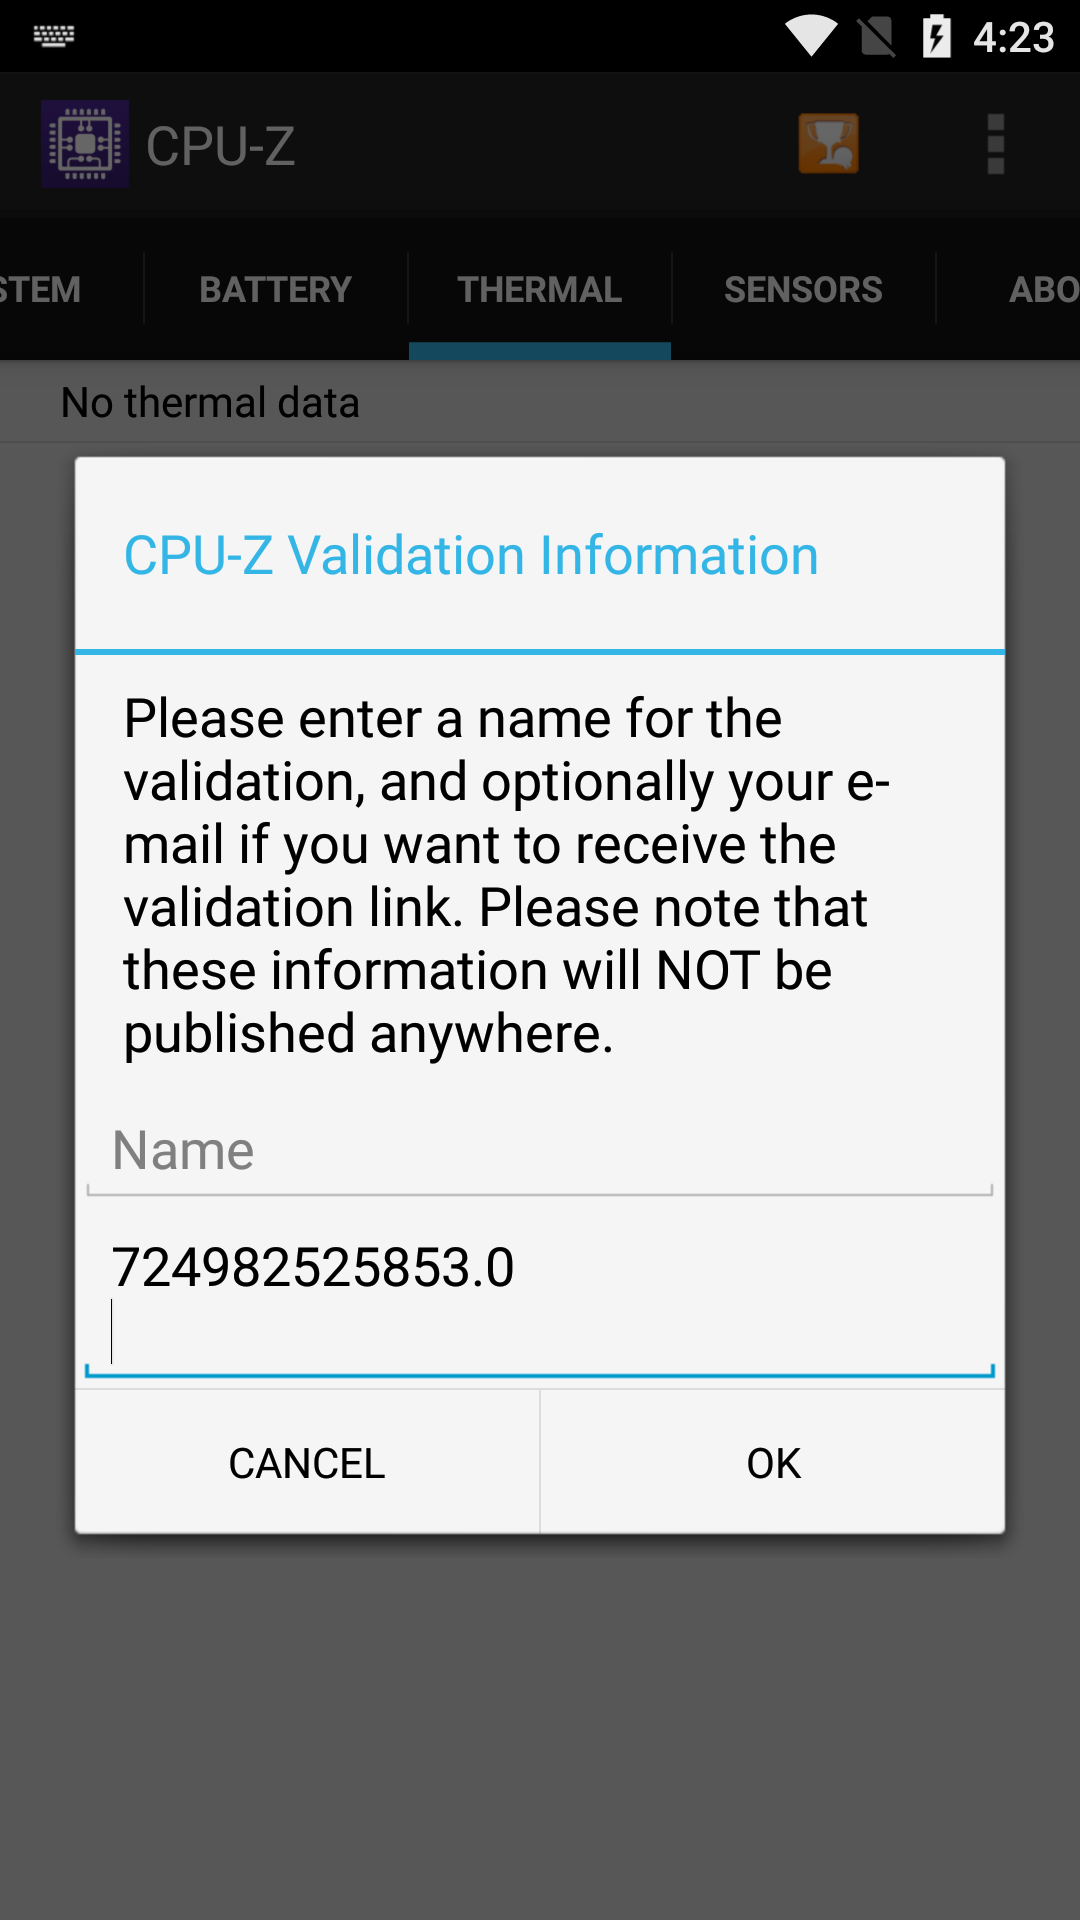 4:23
CPU-Z
STEM BATTERY THERMAL SENSORS ABO
No thermal data
CPU-Z Validation Information
Please enter a name for the
validation, and optionally your e-
mail if you want to receive the
validation link. Please note that
these information will NOT be
published anywhere.
Name
724982525853.0
CANCEL OK